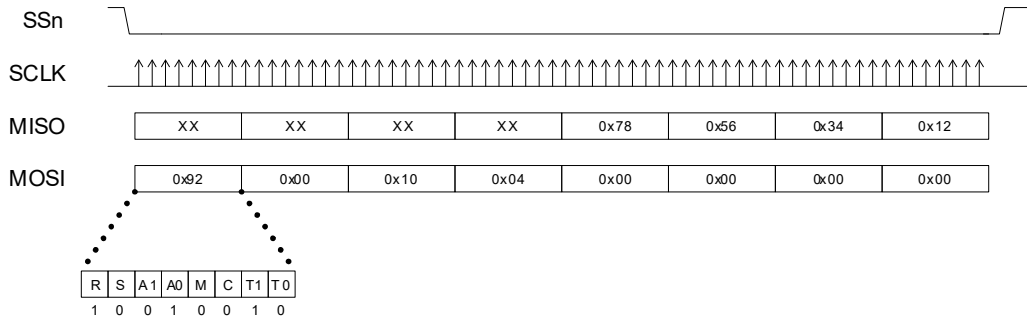 SSn
SCLK
MISO XX XX XX XX 0x78 0x56 0x34 0x12
MOSI 0x92 0x00 0x10 0x04 0x00 0x00 0x00 0x00
R S A1 A0 M C T1 T0
1 0 0 1 0 0 1 0